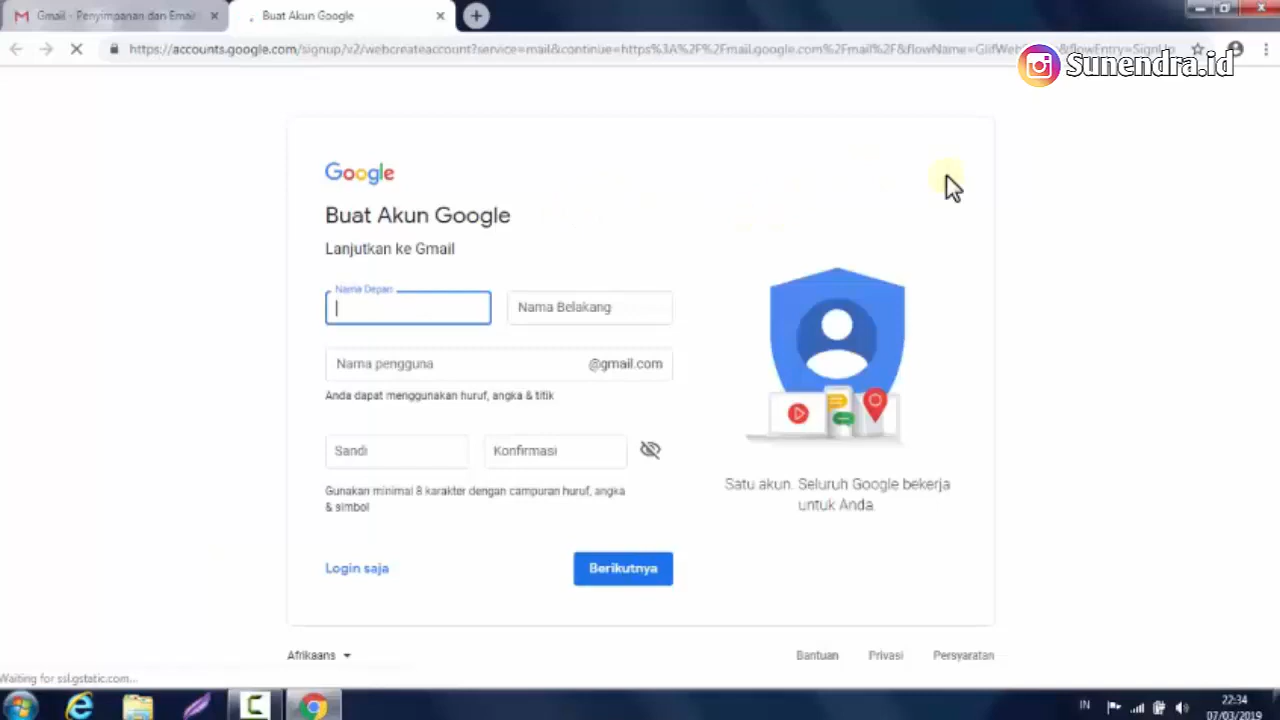 Gmail - Penyimpanan dan Email
Buat Akun Google
https://accounts.google.com/signup/v2/webcreateaccount?service=mail&continue=https%3A%2F%2Fmail.google.com%2Fmail%2F&flowName=GlifWeb
&flowEntry=Sign
Sunendra.id
Google
Buat Akun Google
Lanjutkan ke Gmail
Nama Depan
Nama Belakang
Nama pengguna
@gmail.com
Anda dapat menggunakan huruf, angka & titik
Sandi
Konfirmasi
Gunakan minimal 8 karakter dengan campuran huruf, angka
& simbol
Login saja
Berikutnya
Satu akun. Seluruh Google bekerja
untuk Anda.
Afrikaans
Bantuan
Privasi
Persyaratan
Waiting for ssl.gstatic.com...
IN
22:34
07/03/2019